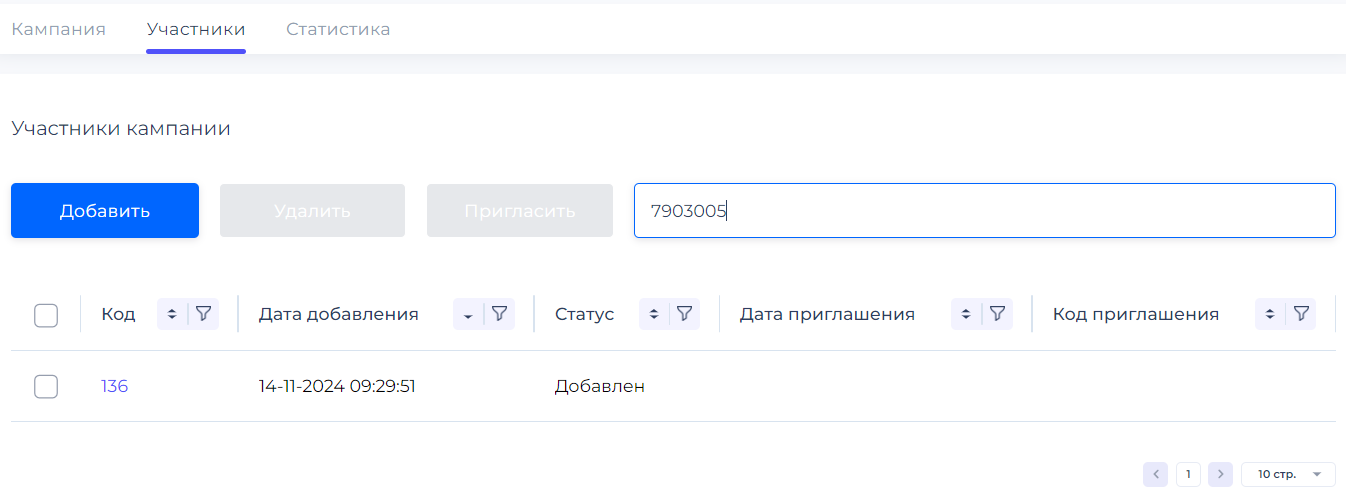 Кампания Участники Статистика
Участники кампании
Добавить Удалить Пригласить 7903005
Код Дата добавления Статус Дата приглашения Код приглашения
136 14-11-2024 09:29:51 Добавлен
1 10 стр.